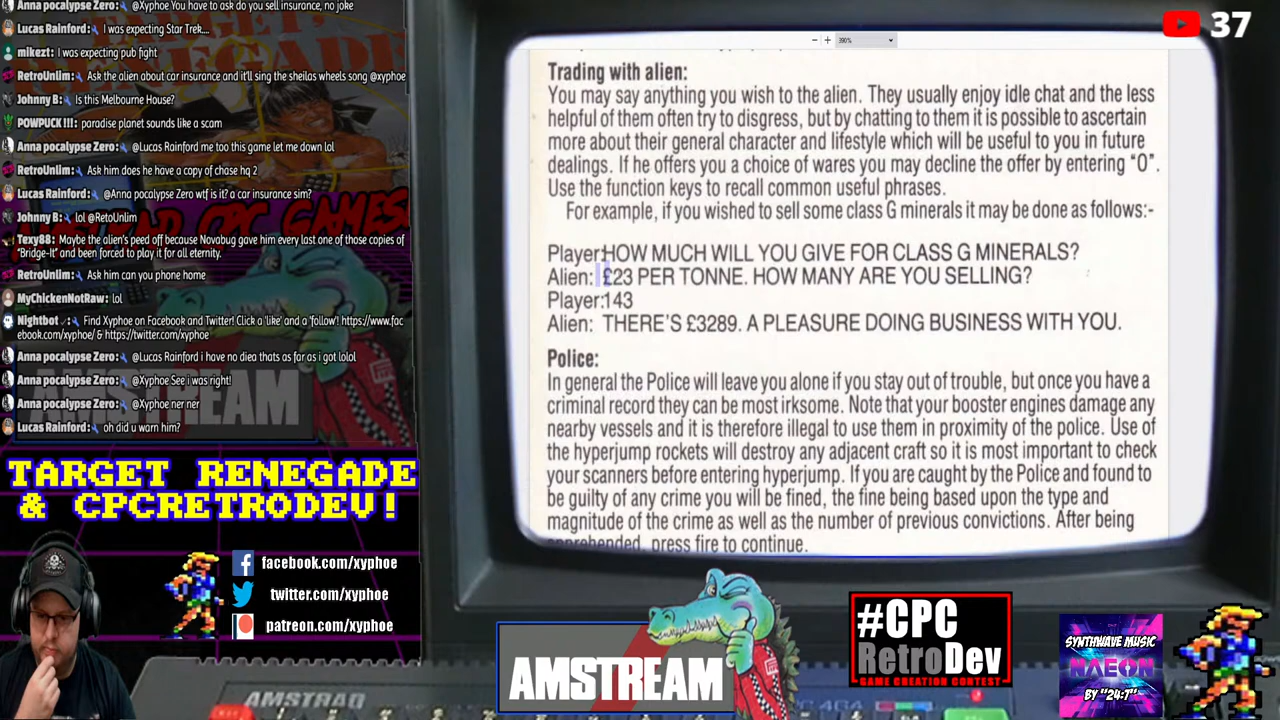 Anna pocalypse Zero: @Xyphoe You have to ask do you sell insurance, no joke
Lucas Rainford: I was expecting Star Trek....
mikezt: I was expecting ufo fight
RetroUnlim: Ask the alien about car insurance and it'll sing the sheilas wheels song @xyphoe
Johnny B: Is this Melbourne House?
POWPUCK !!!: paradise planet sounds like a scam
Anna pocalypse Zero: @Lucas Rainford me too this game let me down lol
RetroUnlim: Ask him does he have a copy of chase hq 2
Lucas Rainford: @Anna pocalypse Zero wtf is it? a car insurance sim?
Johnny B: lol @RetoUnlim
Texy88: Maybe the alien's peed off because Novabug gave him every last one of those copies of
"Bridge-It" and been forced to play it for all eternity.
RetroUnlim: Ask him can you phone home
MyChickenNotRaw: lol
Nightbot: Find Xyphoe on Facebook and Twitter! Click a 'like' and a 'follow'! https://www.fac
ebook.com/xyphoe/ & https://twitter.com/xyphoe
Anna pocalypse Zero: @Lucas Rainford i have no diea thats as far as i got lolol
Anna pocalypse Zero: @Xyphoe See i was right!
Anna pocalypse Zero: @Xyphoe ner ner
Lucas Rainford: oh did u warn him?
TARGET RENEGADE
& CPCRETRODEV!
facebook.com/xyphoe
twitter.com/xyphoe
patreon.com/xyphoe
37
390%
Trading with alien:
You may say anything you wish to the alien. They usually enjoy idle chat and the less
helpful of them often try to disgress, but by chatting to them it is possible to ascertain
more about their general character and lifestyle which will be useful to you in future
dealings. If he offers you a choice of wares you may decline the offer by entering "O".
Use the function keys to recall common useful phrases.
For example, if you wished to sell some class G minerals it may be done as follows:-
Player:HOW MUCH WILL YOU GIVE FOR CLASS G MINERALS?
Alien: £23 PER TONNE. HOW MANY ARE YOU SELLING?
Player:143
Alien: THERE'S £3289. A PLEASURE DOING BUSINESS WITH YOU.
Police:
In general the Police will leave you alone if you stay out of trouble, but once you have a
criminal record they can be most irksome. Note that your booster engines damage any
nearby vessels and it is therefore illegal to use them in proximity of the police. Use of
the hyperjump rockets will destroy any adjacent craft so it is most important to check
your scanners before entering hyperjump. If you are caught by the Police and found to
be guilty of any crime you will be fined, the fine being based upon the type and
magnitude of the crime as well as the number of previous convictions. After being
apprehended, press fire to continue.
AMSTRAD
AMSTREAM
#CPC
RetroDev
GAME CREATION CONTEST
SYNTHWAVE MUSIC
HAEON
BY "24:1"